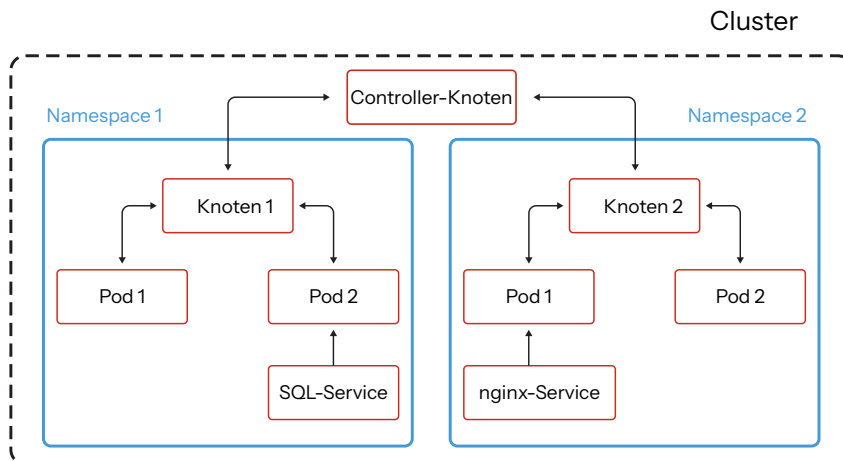 Cluster
Controller-Knoten
Namespace 1
Namespace 2
Knoten 1
Knoten 2
Pod 1
Pod 2
Pod 1
Pod 2
SQL-Service
nginx-Service